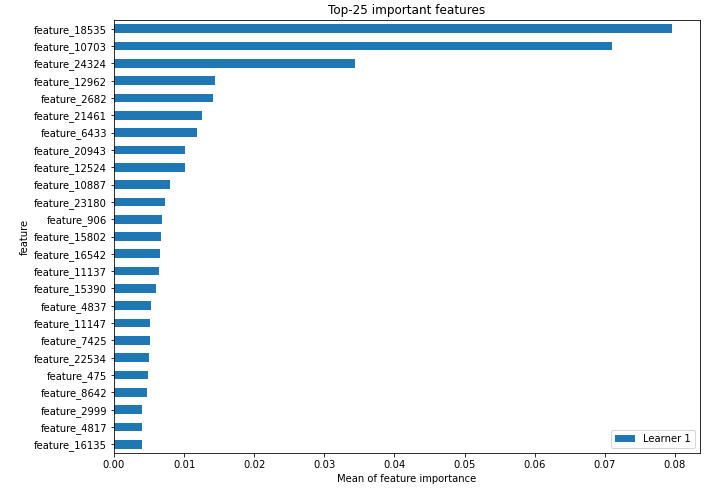 Top-25 important features
feature_18535
feature_10703
feature_24324
feature_12962
feature_2682
feature_21461
feature_6433
feature_20943
feature_12524
feature_10887
feature_23180
feature_906
feature_15802
feature_16542
feature_11137
feature_15390
feature_4837
feature_11147
feature_7425
feature_22534
feature_475
feature_8642
feature_2999
feature_4817
feature_16135
feature
Learner 1
0.00 0.01 0.02 0.03 0.04 0.05 0.06 0.07 0.08
Mean of feature importance